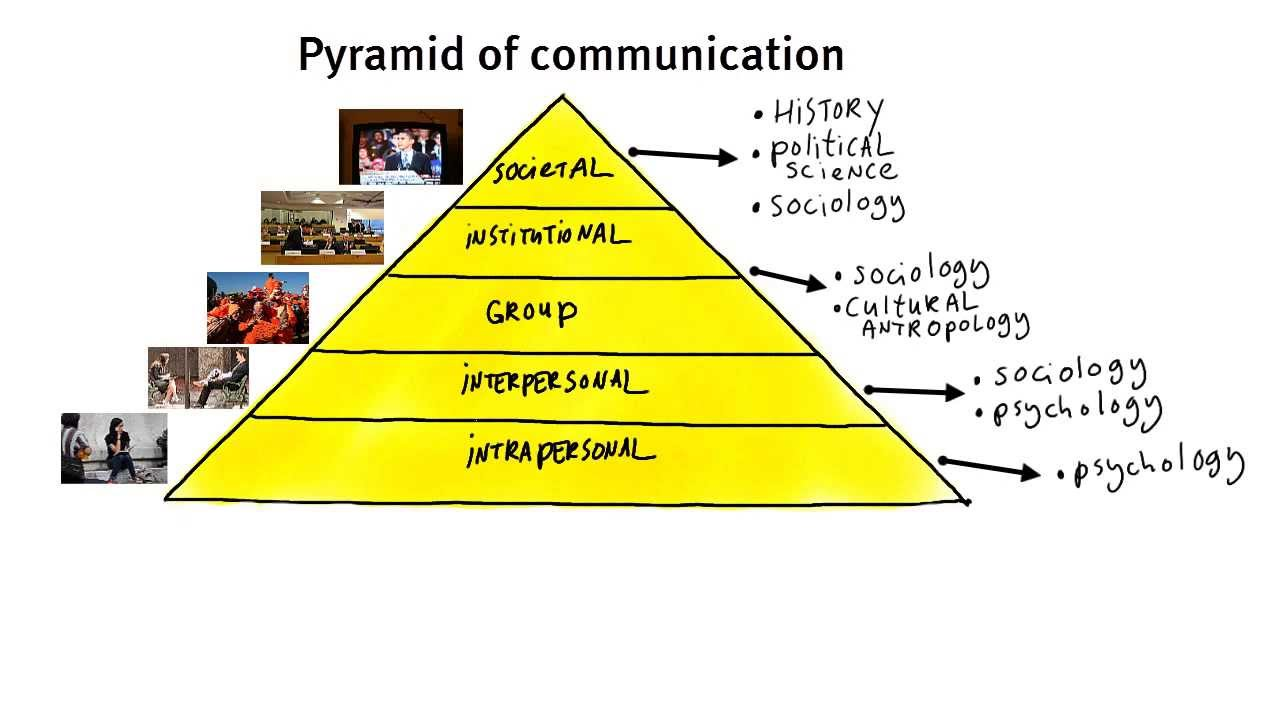 Pyramid of communication
SOCIETAL
• HISTORY
• POLITICAL
SCIENCE
• sociology
INSTITUTIONAL
• sociology
• CULTURAL
ANTROPOLOGY
GROUP
INTERPERSONAL
• sociology
• psychology
INTRAPERSONAL
• psychology